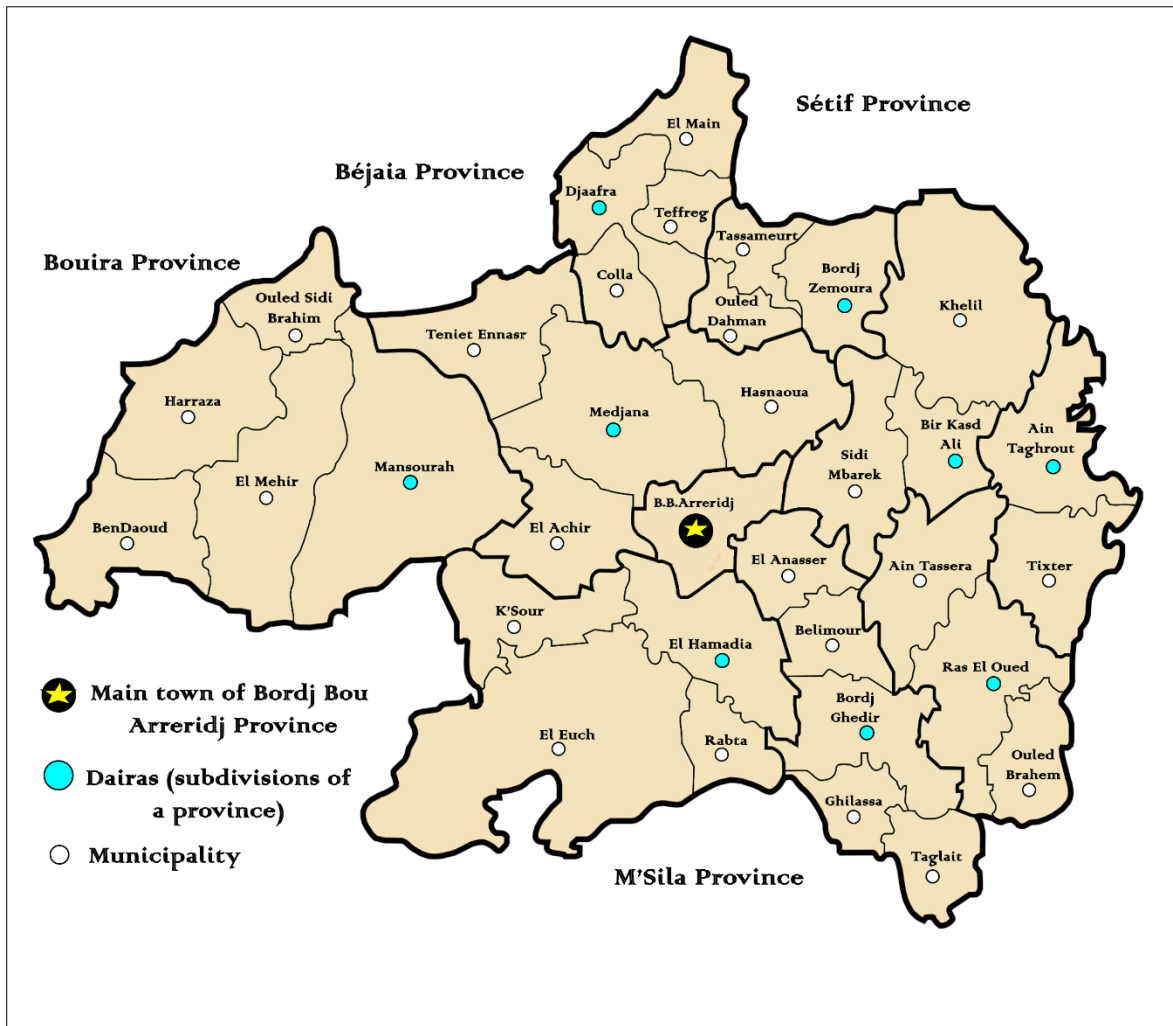 Sétif Province
El Main
Béjaia Province
Djaafra
Teffreg
Tassameurt
Bouira Province
Colla
Bordj
Zemoura
Ouled Sidi
Brahim
Ouled
Dahman
Khelil
Teniet Ennasr
Harraza
Hasnaoua
Medjana
Bir Kasd
Ali
Ain
Taghrout
Sidi
Mbarek
Mansourah
El Mehir
B.B.Arreridj
BenDaoud
El Achir
El Anasser
Ain Tassera
Tixter
K'Sour
El Hamadia
Belimour
Ras El Oued
Bordj
Ghedir
El Euch
Rabta
Ouled
Brahem
Ghilassa
Taglait
M'Sila Province
Main town of Bordj Bou
Arreridj Province
Dairas (subdivisions of
a province)
Municipality